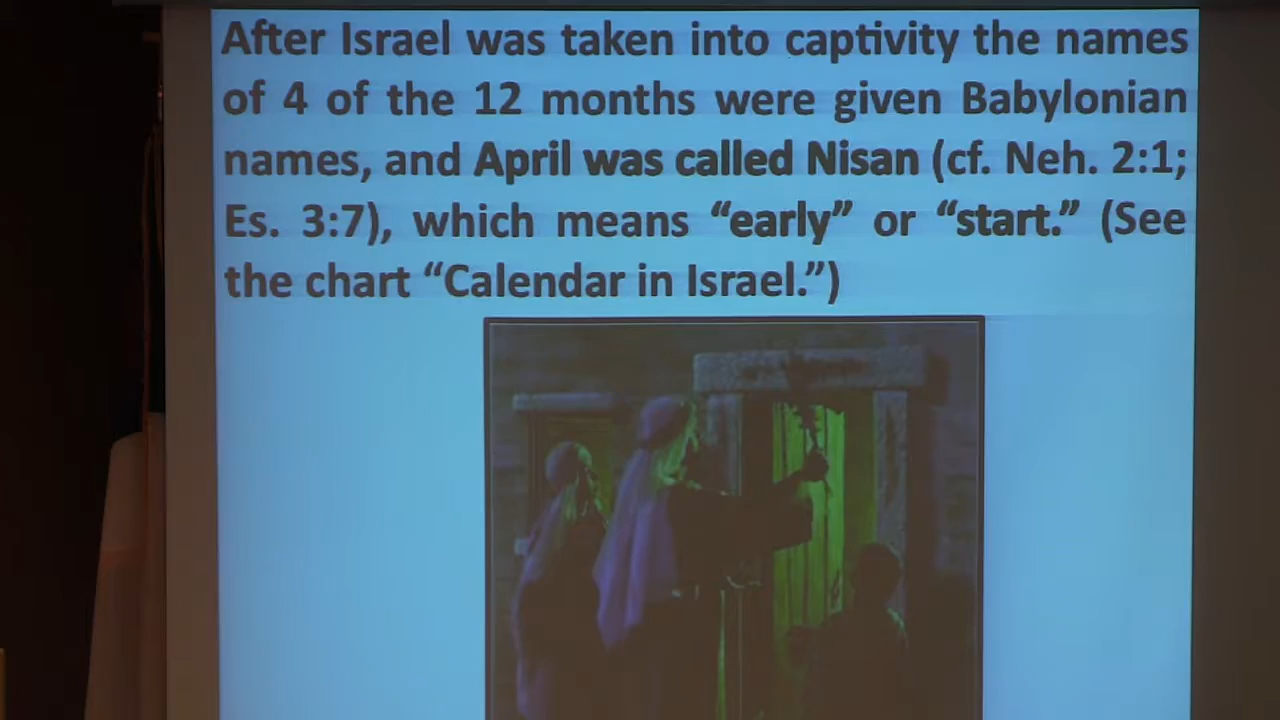 After Israel was taken into captivity the names
of 4 of the 12 months were given Babylonian
names, and April was called Nisan (cf. Neh. 2:1;
Es. 3:7), which means “early” or “start.” (See
the chart “Calendar in Israel.”)